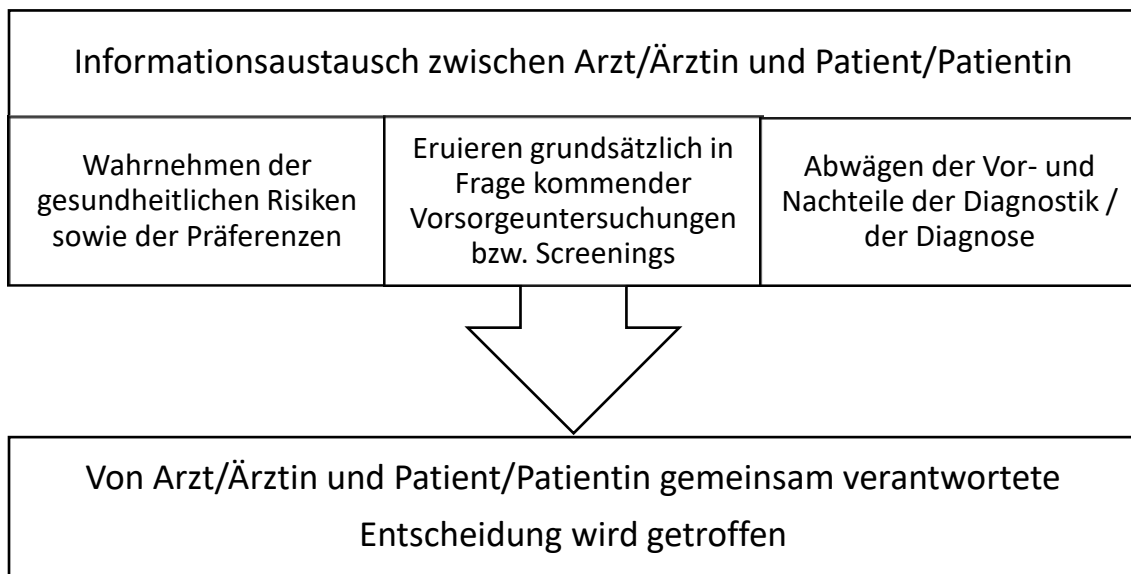 Informationsaustausch zwischen Arzt/Ärztin und Patient/Patientin
Wahrnehmen der
gesundheitlichen Risiken
sowie der Präferenzen
Eruieren grundsätzlich in
Frage kommender
Vorsorgeuntersuchungen
bzw. Screenings
Abwägen der Vor- und
Nachteile der Diagnostik /
der Diagnose
Von Arzt/Ärztin und Patient/Patientin gemeinsam verantwortete
Entscheidung wird getroffen